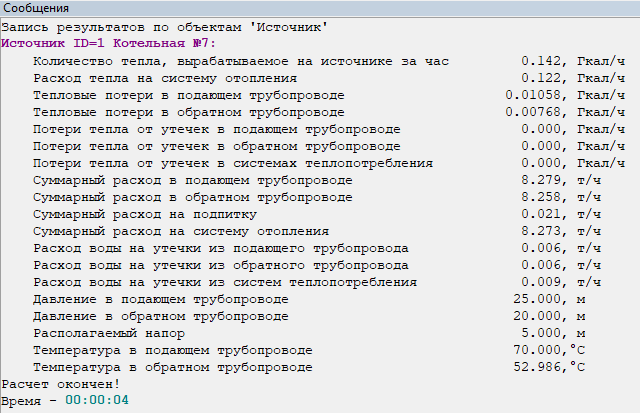 Сообщения
Запись результатов по объектам 'Источник'
Источник ID=1 Котельная №7:
Количество тепла, вырабатываемое на источнике за час 0.142, Гкал/ч
Расход тепла на систему отопления 0.122, Гкал/ч
Тепловые потери в подающем трубопроводе 0.01058, Гкал/ч
Тепловые потери в обратном трубопроводе 0.00768, Гкал/ч
Потери тепла от утечек в подающем трубопроводе 0.000, Гкал/ч
Потери тепла от утечек в обратном трубопроводе 0.000, Гкал/ч
Потери тепла от утечек в системах теплопотребления 0.000, Гкал/ч
Суммарный расход в подающем трубопроводе 8.279, т/ч
Суммарный расход в обратном трубопроводе 8.258, т/ч
Суммарный расход на подпитку 0.021, т/ч
Суммарный расход на систему отопления 8.273, т/ч
Расход воды на утечки из подающего трубопровода 0.006, т/ч
Расход воды на утечки из обратного трубопровода 0.006, т/ч
Расход воды на утечки из систем теплопотребления 0.009, т/ч
Давление в подающем трубопроводе 25.000, м
Давление в обратном трубопроводе 20.000, м
Располагаемый напор 5.000, м
Температура в подающем трубопроводе 70.000,°C
Температура в обратном трубопроводе 52.986,°C
Расчет окончен!
Время - 00:00:04